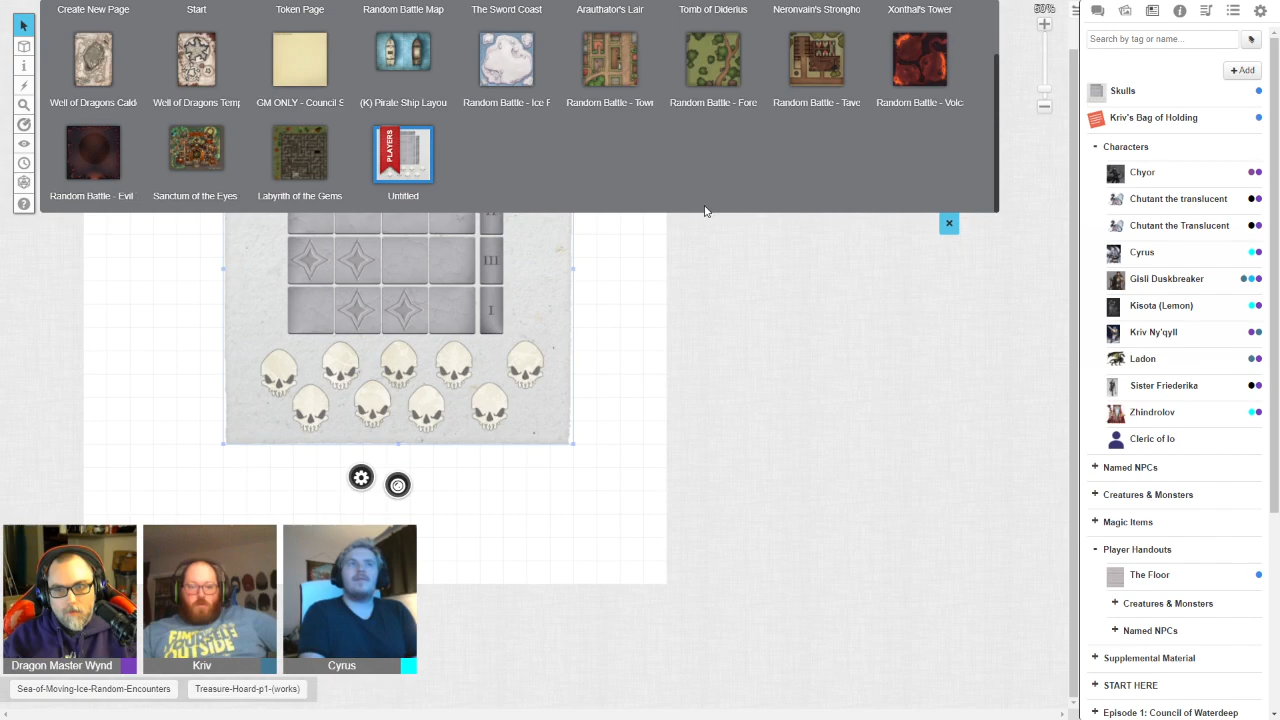 Create New Page
Start
Token Page
Random Battle Map
The Sword Coast
Arauthator's Lair
Tomb of Diderius
Neronvain's Strongho
Xonthal's Tower
50%
Well of Dragons Cald
Well of Dragons Temp
GM ONLY - Council S
(K) Pirate Ship Layou
Random Battle - Ice F
Random Battle - Town
Random Battle - Fore
Random Battle - Tave
Random Battle - Volc
PLAYERS
Random Battle - Evil
Sanctum of the Eyes
Labyrith of the Gems
Untitled
III
I
Dragon Master Wynd
Kriv
Cyrus
Sea-of-Moving-Ice-Random-Encounters
Treasure-Hoard-p1-(works)
Search by tag or name...
+ Add
Skulls
Kriv's Bag of Holding
Characters
Chyor
Chutant the translucent
Chutant the Translucent
Cyrus
Gisli Duskbreaker
Kisota (Lemon)
Kriv Ny'qyll
Ladon
Sister Friederika
Zhindrolov
Cleric of Io
Named NPCs
Creatures & Monsters
Magic Items
Player Handouts
The Floor
Creatures & Monsters
Named NPCs
Supplemental Material
START HERE
Episode 1: Council of Waterdeep